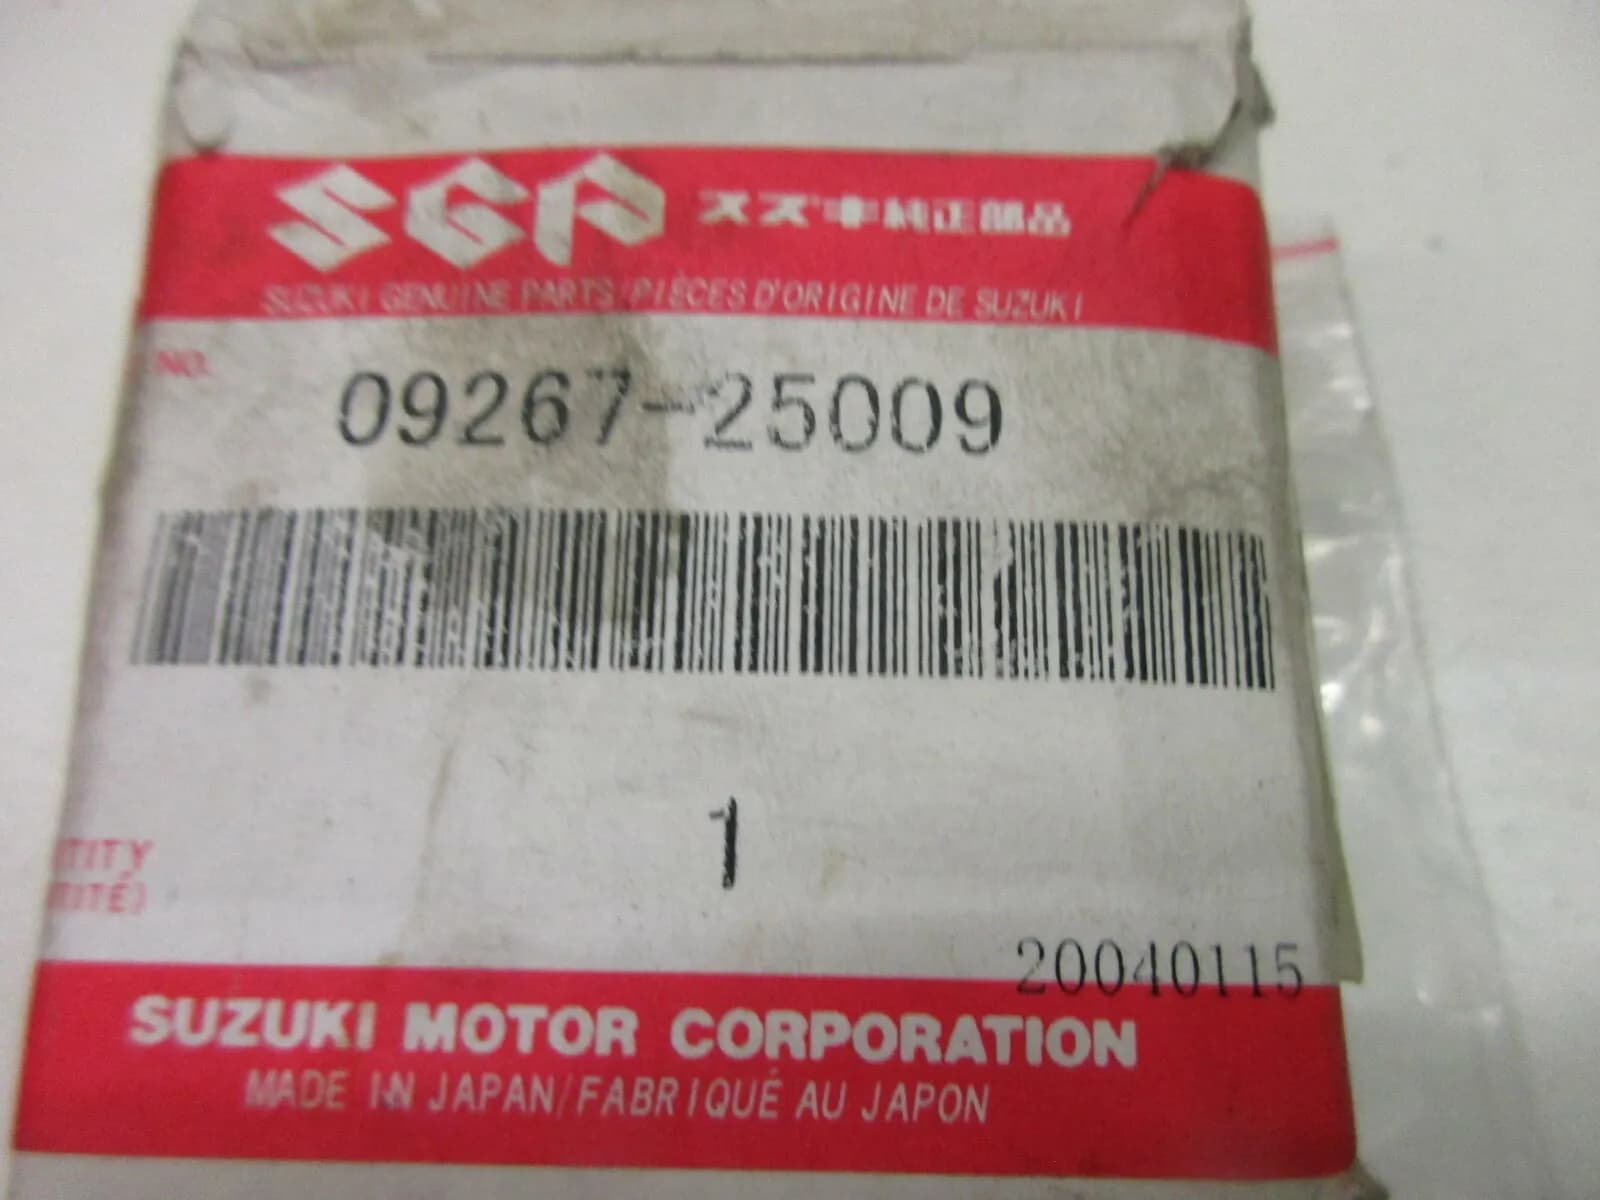 SGP スズキ純正部品
SUZUKI GENUINE PARTS/PIÈCES D'ORIGINE DE SUZUKI
NO.
09267-25009
1
20040115
SUZUKI MOTOR CORPORATION
MADE IN JAPAN/FABRIQUÉ AU JAPON